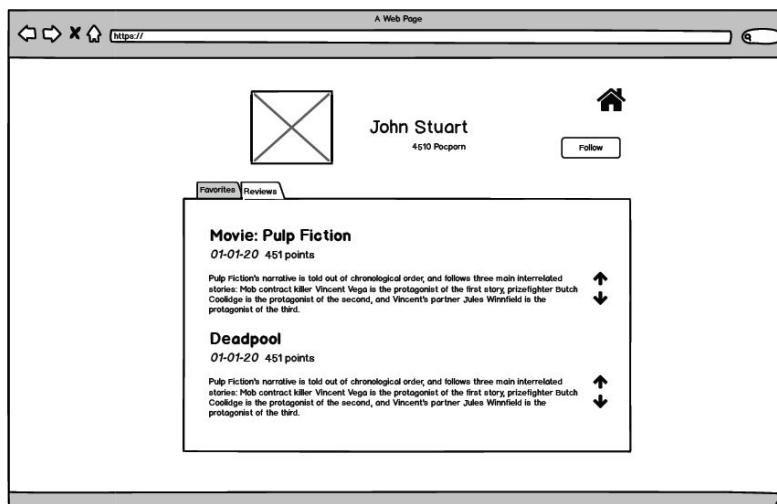 A Web Page
https://
John Stuart
4510 Pocporn
Follow
Favorites
Reviews
Movie: Pulp Fiction
01-01-20 451 points
Pulp Fiction's narrative is told out of chronological order, and follows three main interrelated
stories: Mob contract killer Vincent Vega is the protagonist of the first story, prizefighter Butch
Coolidge is the protagonist of the second, and Vincent's partner Jules Winnfield is the
protagonist of the third.
Deadpool
01-01-20 451 points
Pulp Fiction's narrative is told out of chronological order, and follows three main interrelated
stories: Mob contract killer Vincent Vega is the protagonist of the first story, prizefighter Butch
Coolidge is the protagonist of the second, and Vincent's partner Jules Winnfield is the
protagonist of the third.